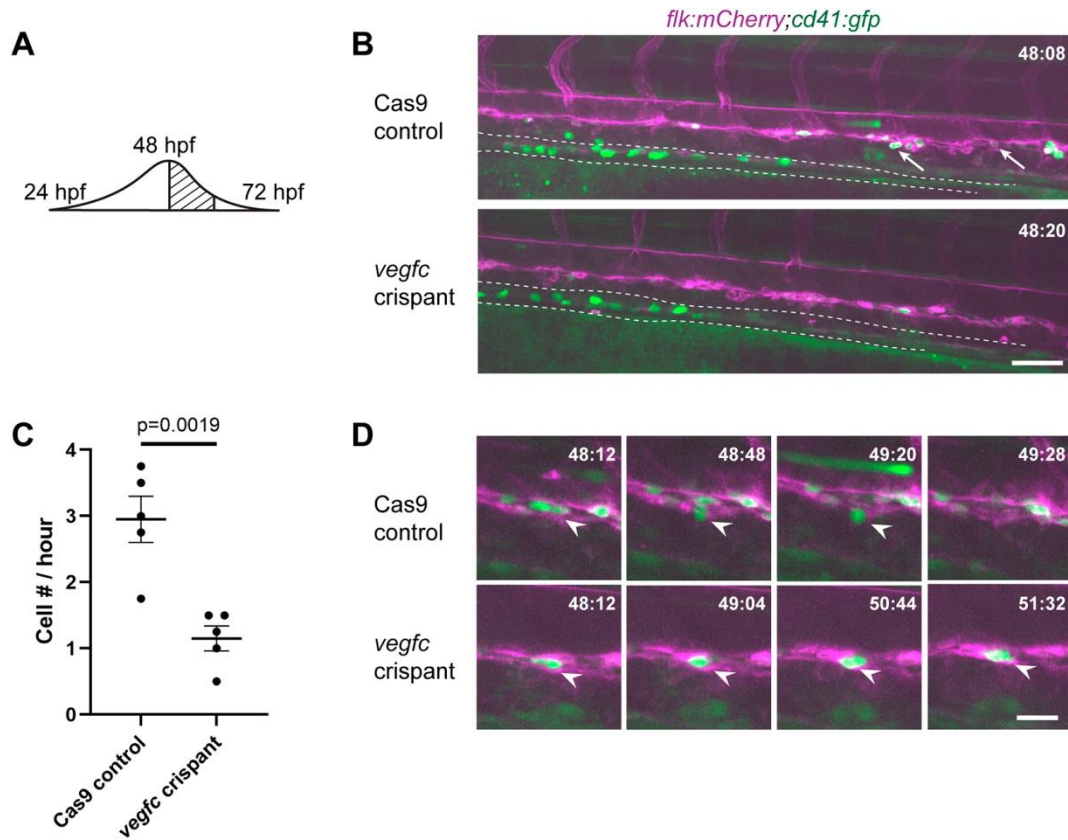 A
48 hpf
24 hpf
72 hpf
B
flk:mCherry;cd41:gfp
Cas9
control
48:08
vegfc
crispant
48:20
C
p=0.0019
4
3
2
1
0
Cell # / hour
Cas9 control
vegfc crispant
D
Cas9
control
48:12
48:48
49:20
49:28
vegfc
crispant
48:12
49:04
50:44
51:32